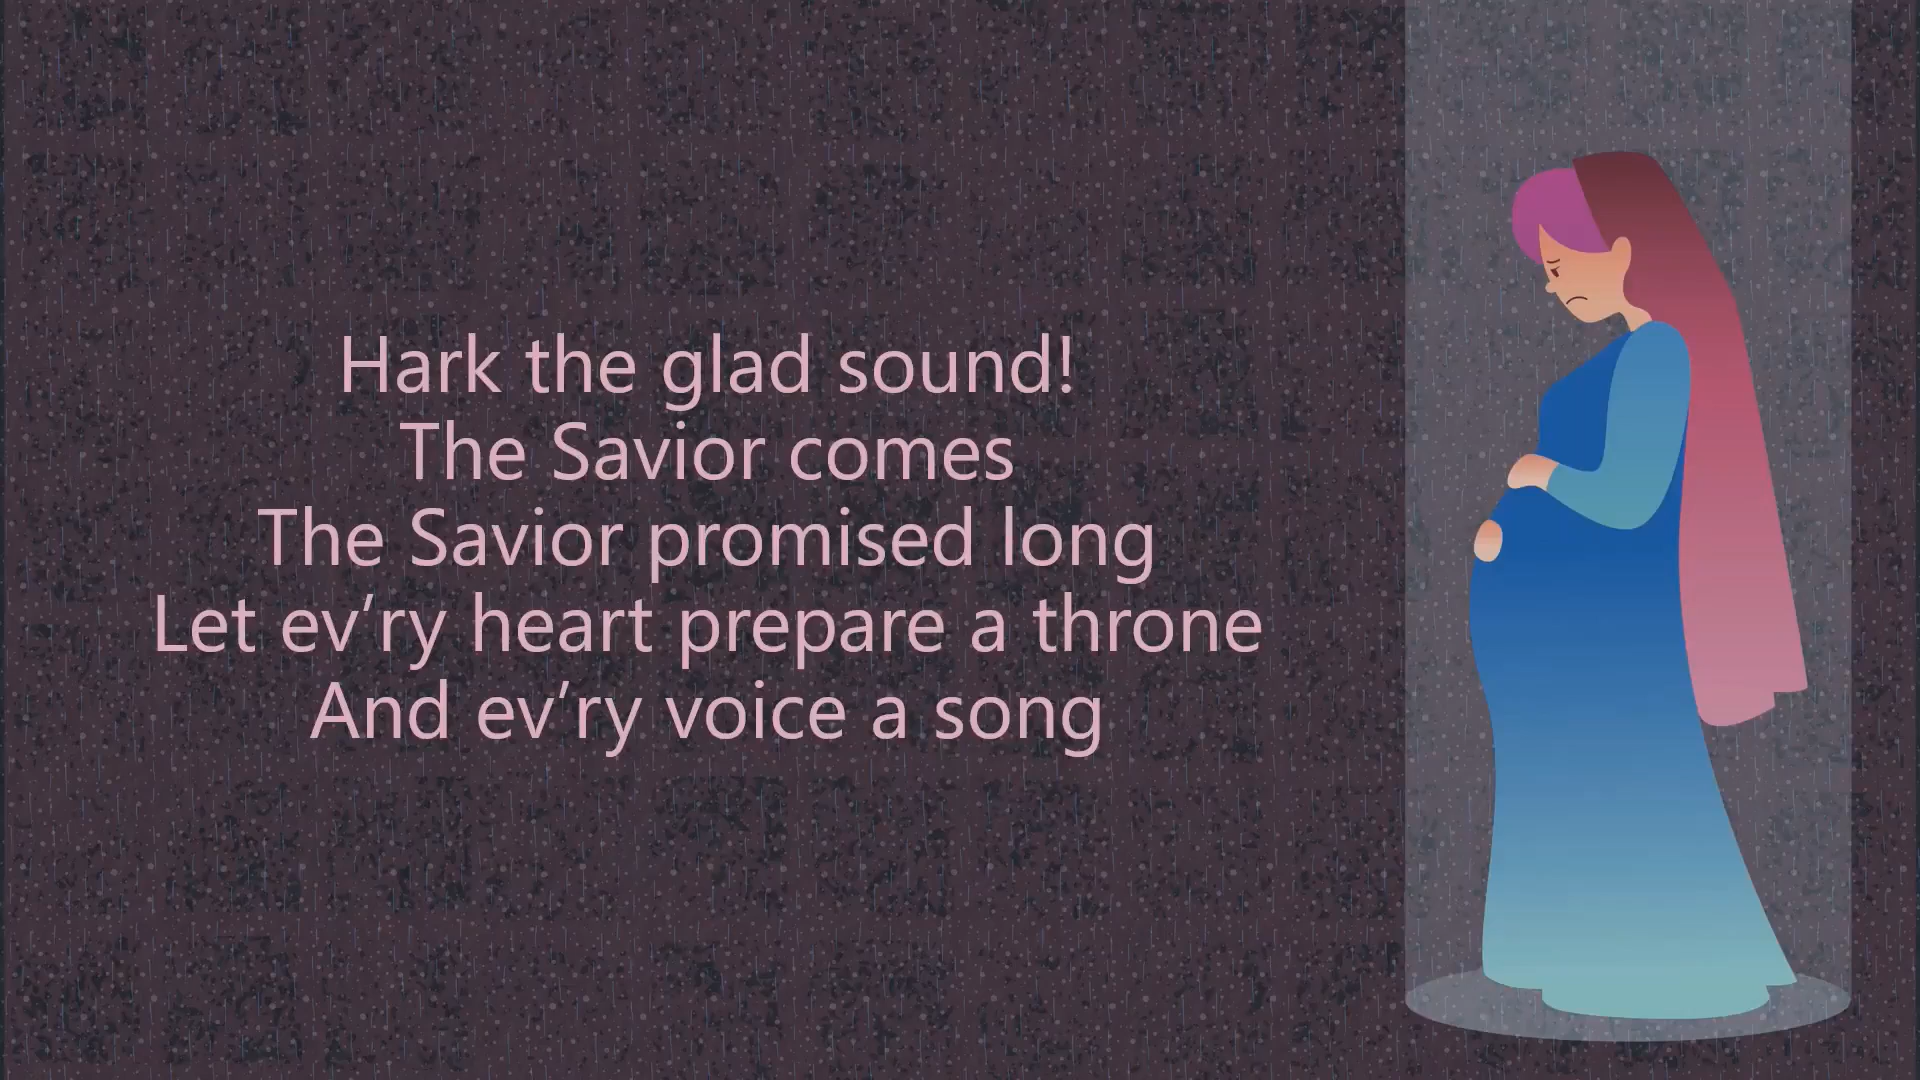 Hark the glad sound!
The Savior comes
The Savior promised long
Let ev’ry heart prepare a throne
And ev’ry voice a song